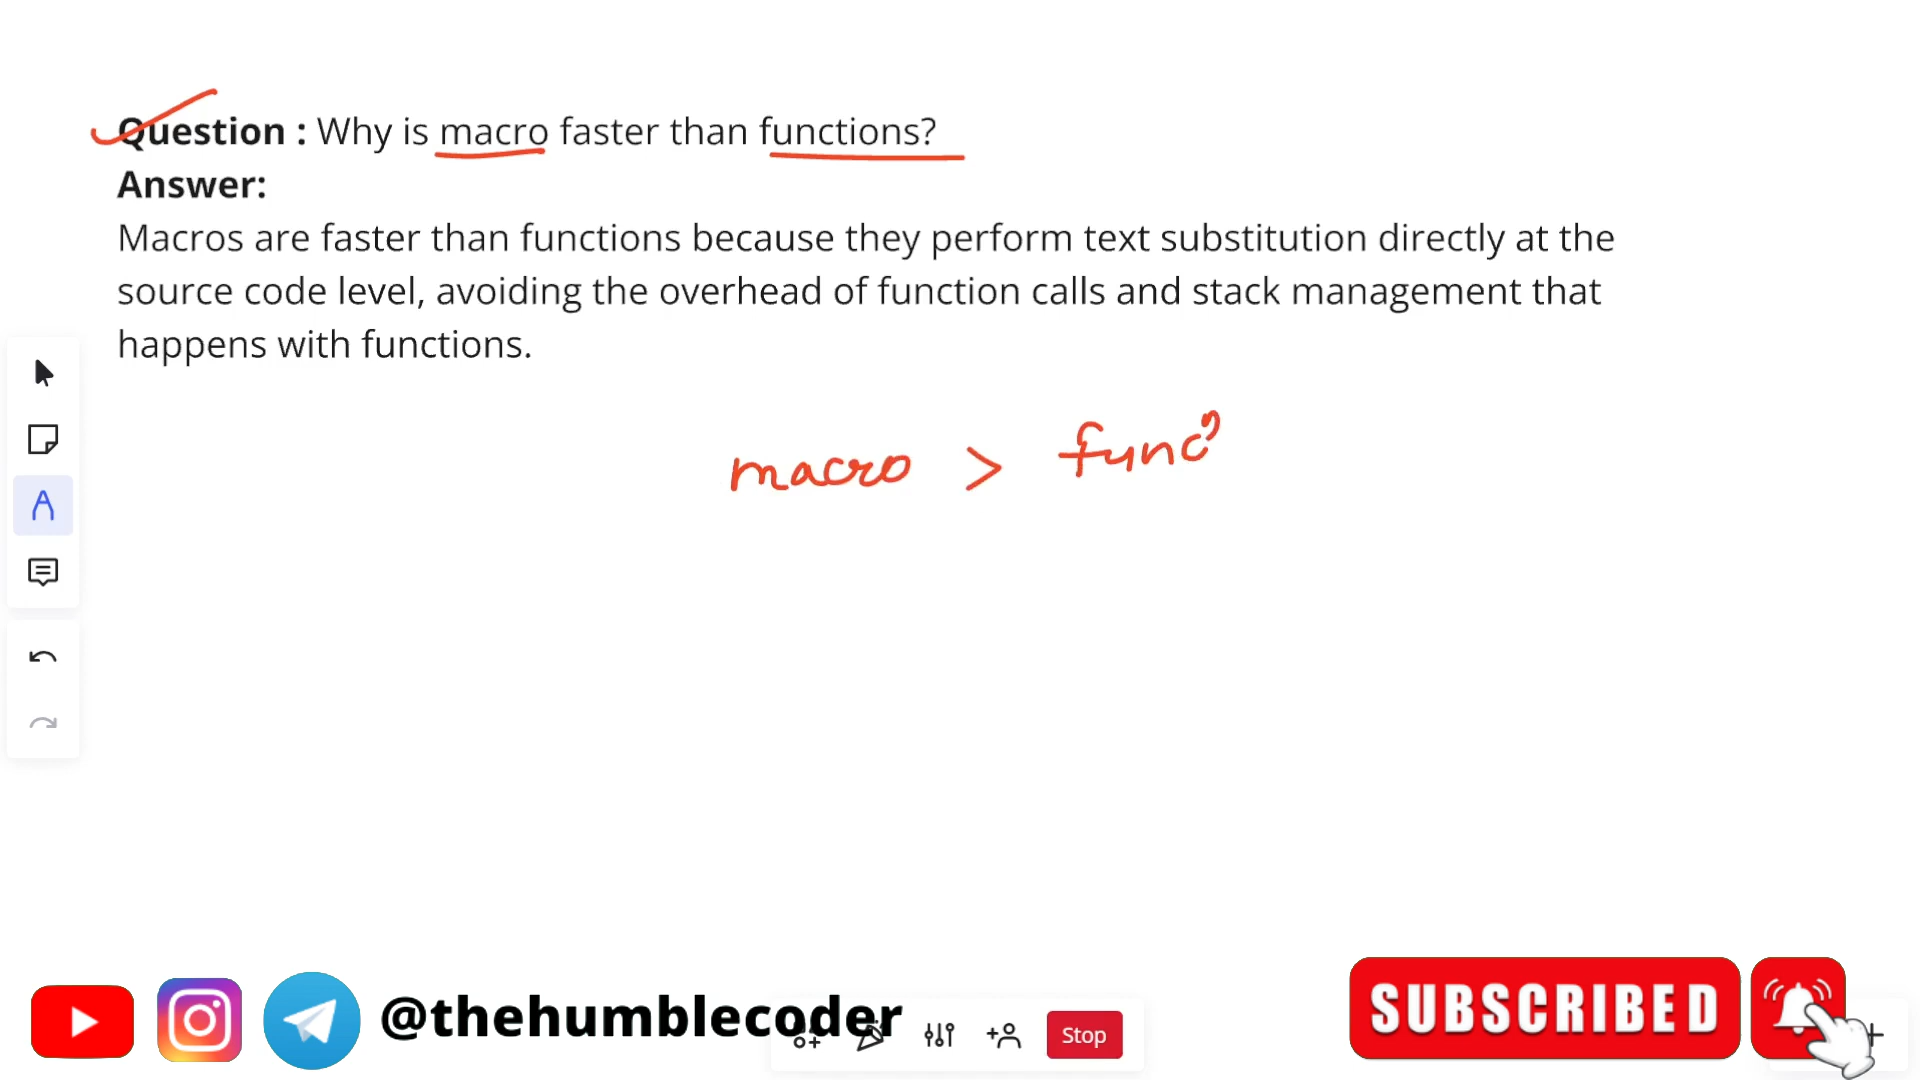 Question : Why is macro faster than functions?
Answer:
Macros are faster than functions because they perform text substitution directly at the
source code level, avoiding the overhead of function calls and stack management that
happens with functions.
macro > func
@thehumblecoder
Stop
SUBSCRIBED